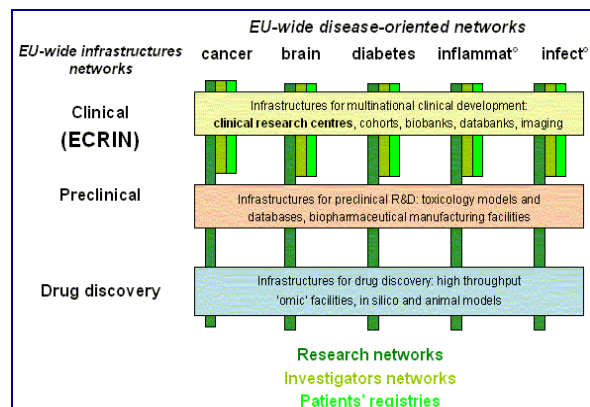 EU-wide disease-oriented networks
EU-wide infrastructures
networks
cancer brain diabetes inflammat° infect°
Clinical
(ECRIN)
Infrastructures for multinational clinical development:
clinical research centres, cohorts, biobanks, databanks, imaging
Preclinical
Infrastructures for preclinical R&D: toxicology models and
databases, biopharmaceutical manufacturing facilities
Drug discovery
Infrastructures for drug discovery: high throughput
'omic' facilities, in silico and animal models
Research networks
Investigators networks
Patients' registries